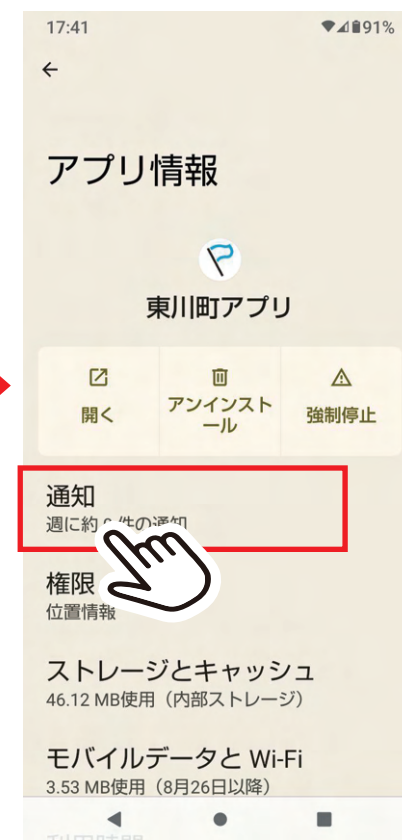 17:41 91%
アプリ情報
東川町アプリ
開く
アンインスト
ール
強制停止
通知
週に約 件の通知
権限
位置情報
ストレージとキャッシュ
46.12 MB使用（内部ストレージ）
モバイルデータと Wi-Fi
3.53 MB使用（8月26日以降）